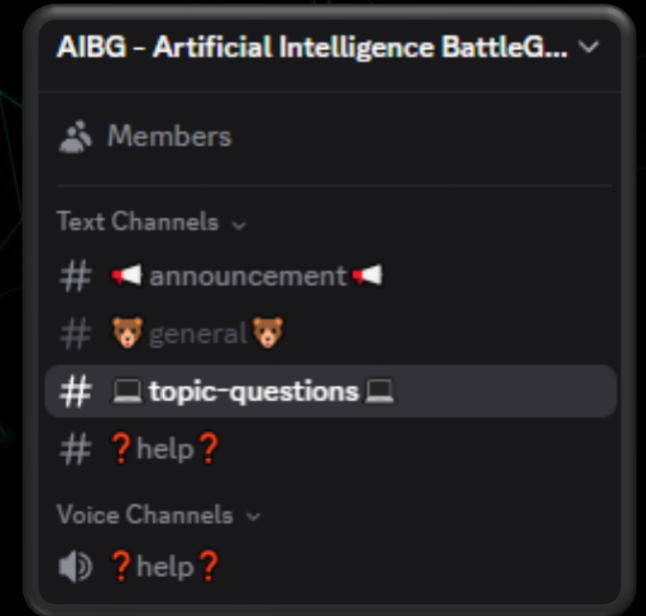 AIBG - Artificial Intelligence BattleG...
Members
Text Channels
# 📢announcement📢
# 🐻general🐻
# 💻topic-questions💻
# ❓help❓
Voice Channels
❓help❓